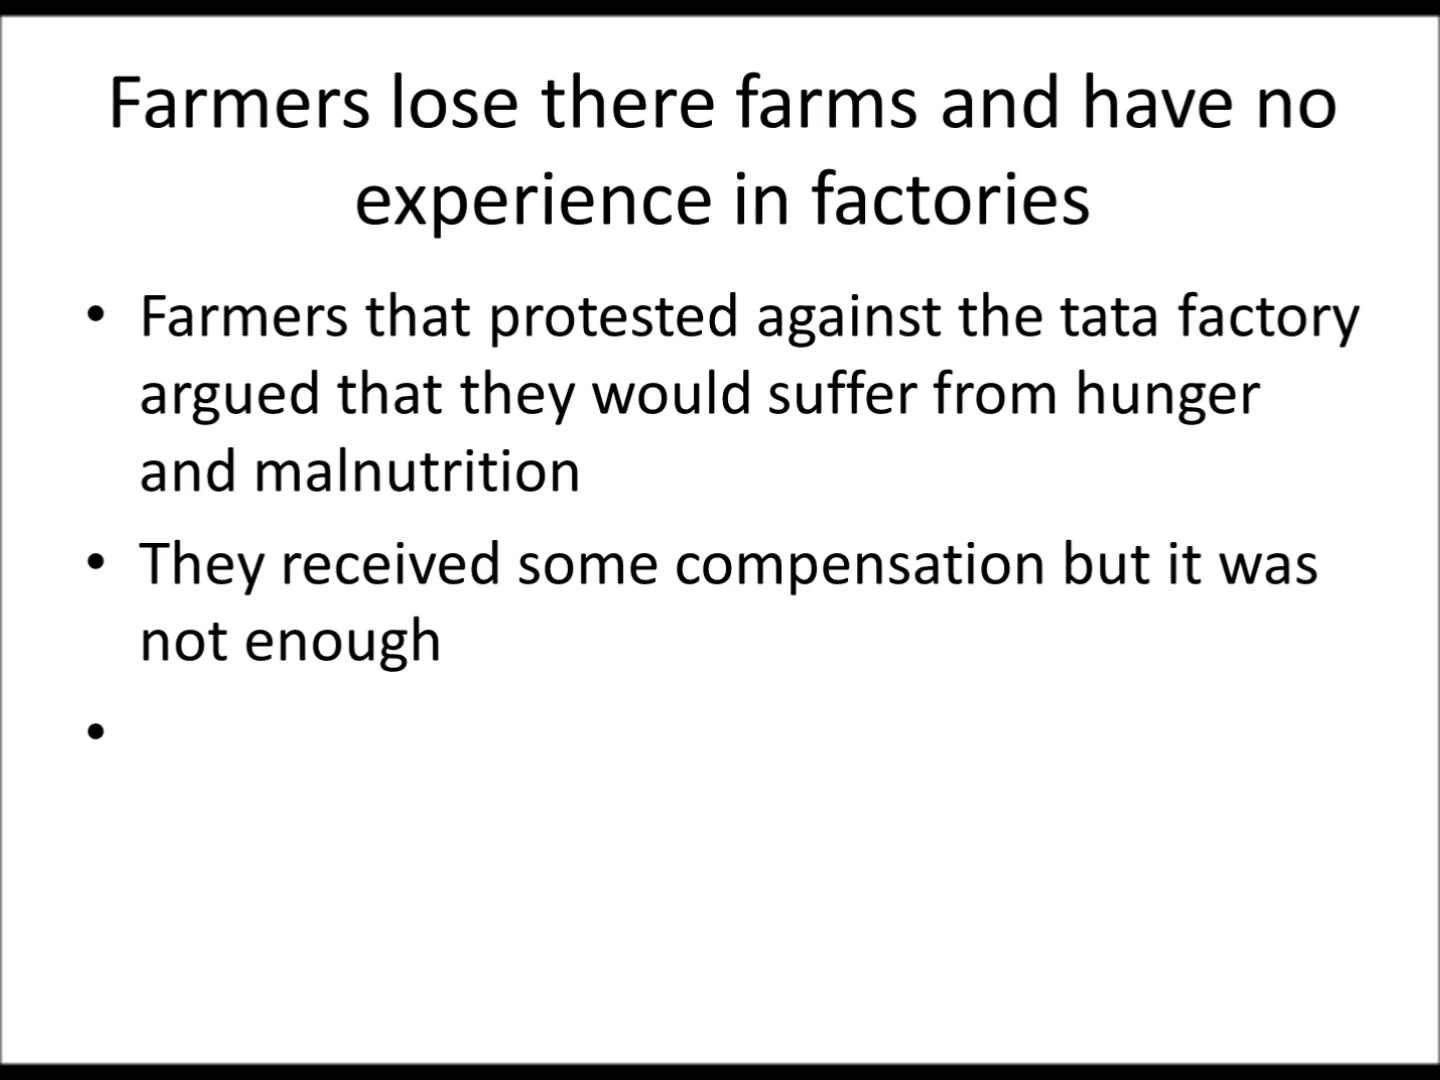 Farmers lose there farms and have no
experience in factories
• Farmers that protested against the tata factory
argued that they would suffer from hunger
and malnutrition
• They received some compensation but it was
not enough
•